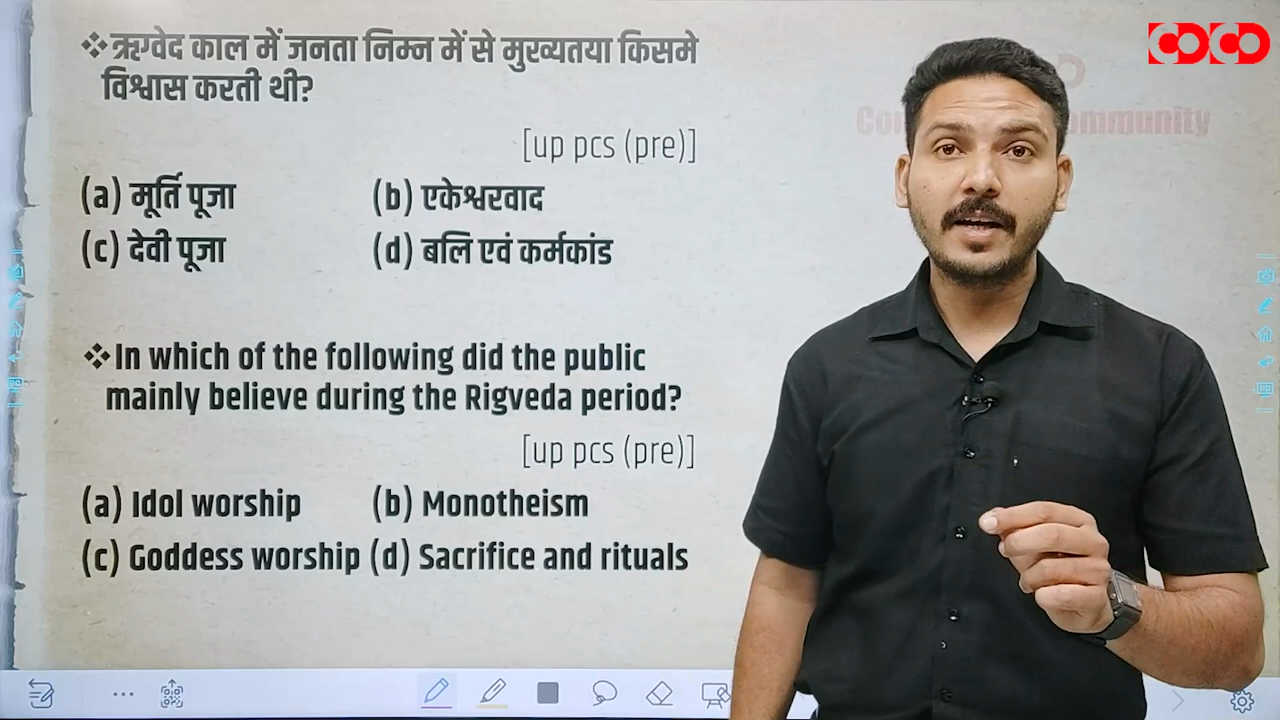 ❖ऋग्वेद काल में जनता निम्न में से मुख्यतया किसमे
विश्वास करती थी?
[up pcs (pre)]
(a) मूर्ति पूजा (b) एकेश्वरवाद
(c) देवी पूजा (d) बलि एवं कर्मकांड
❖In which of the following did the public
mainly believe during the Rigveda period?
[up pcs (pre)]
(a) Idol worship (b) Monotheism
(c) Goddess worship (d) Sacrifice and rituals